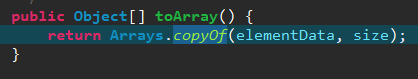 public Object[] toArray() {
return Arrays.copyOf(elementData, size);
}